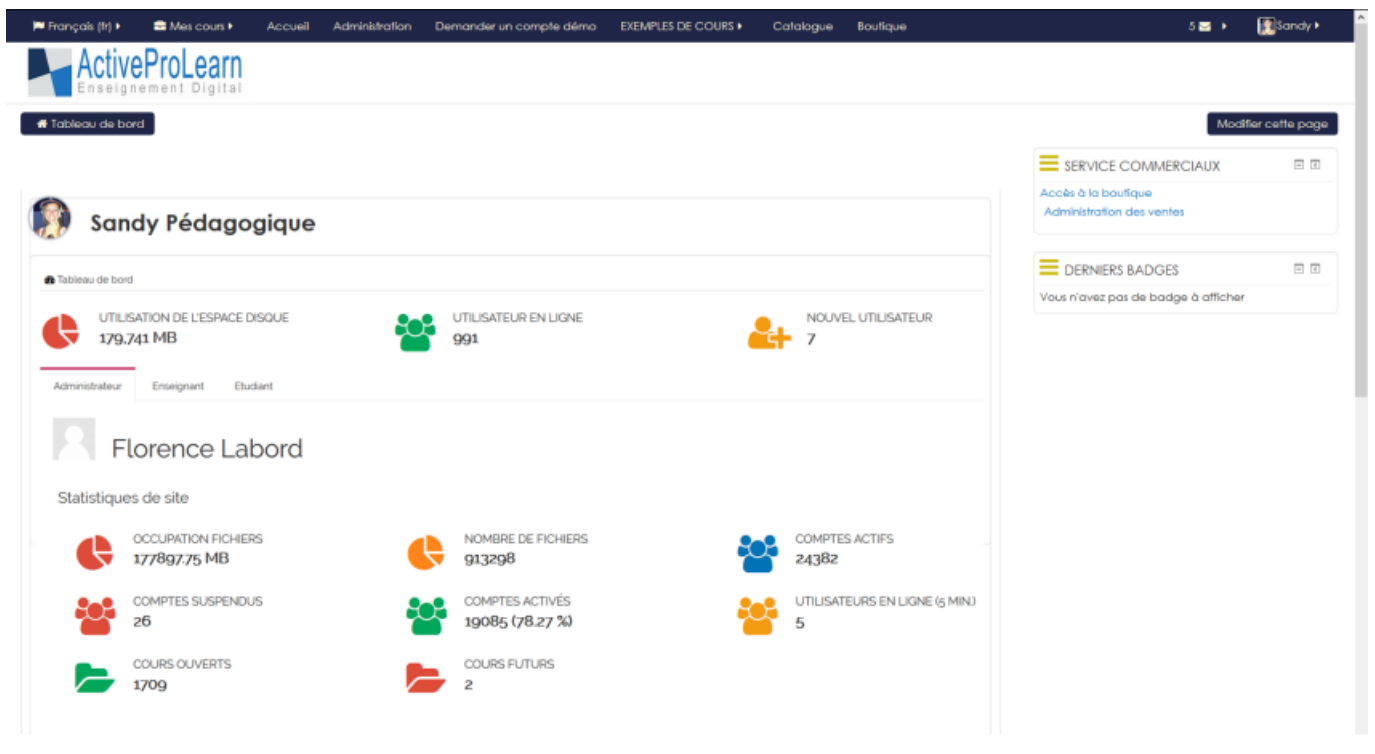 Français (fr) Mes cours Accueil Administration Demander un compte démo EXEMPLES DE COURS Catalogue Boutique 5 Sandy
ActiveProLearn
Enseignement Digital
Tableau de bord
Modifier cette page
SERVICE COMMERCIAUX
Accès à la boutique
Administration des ventes
DERNIERS BADGES
Vous n'avez pas de badge à afficher
Sandy Pédagogique
Tableau de bord
UTILISATION DE L'ESPACE DISQUE
179,741 MB
UTILISATEUR EN LIGNE
991
NOUVEL UTILISATEUR
7
Administrateur Enseignant Etudiant
Florence Labord
Statistiques de site
OCCUPATION FICHIERS
177897.75 MB
NOMBRE DE FICHIERS
913298
COMPTES ACTIFS
24382
COMPTES SUSPENDUS
26
COMPTES ACTIVÉS
19085 (78.27 %)
UTILISATEURS EN LIGNE (5 MIN.)
5
COURS OUVERTS
1709
COURS FUTURS
2